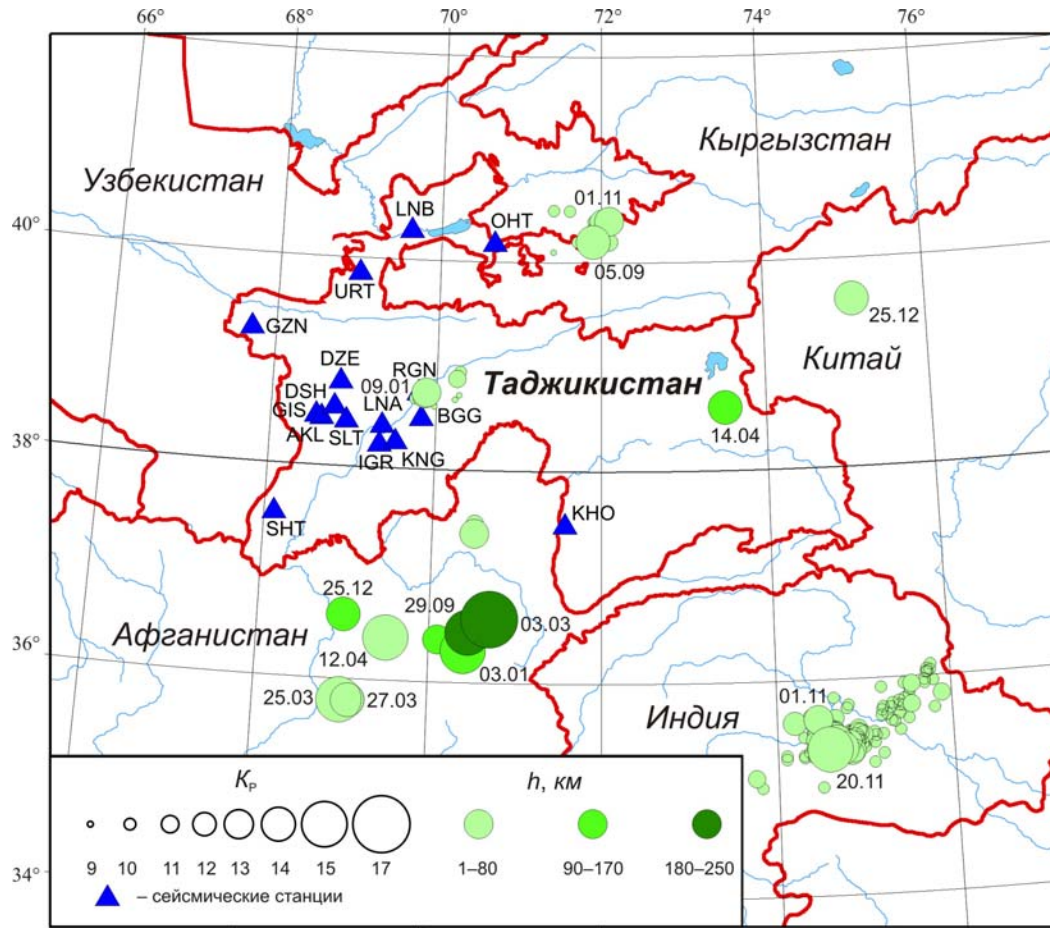 66° 68° 70° 72° 74° 76°
Кыргызстан
Узбекистан
01.11
LNB
OHT
40°
05.09
URT
25.12
GZN
Китай
DZE
RGN
09.01
Таджикистан
DSH
LNA
GIS
BGG
14.04
AKL
SLT
KNG
IGR
38°
KHO
SHT
25.12
29.09
03.03
Афганистан
12.04
03.01
36°
25.03
27.03
01.11
Индия
20.11
Kₚ
h, км
9 10 11 12 13 14 15 17
1–80
90–170
180–250
34°
– сейсмические станции